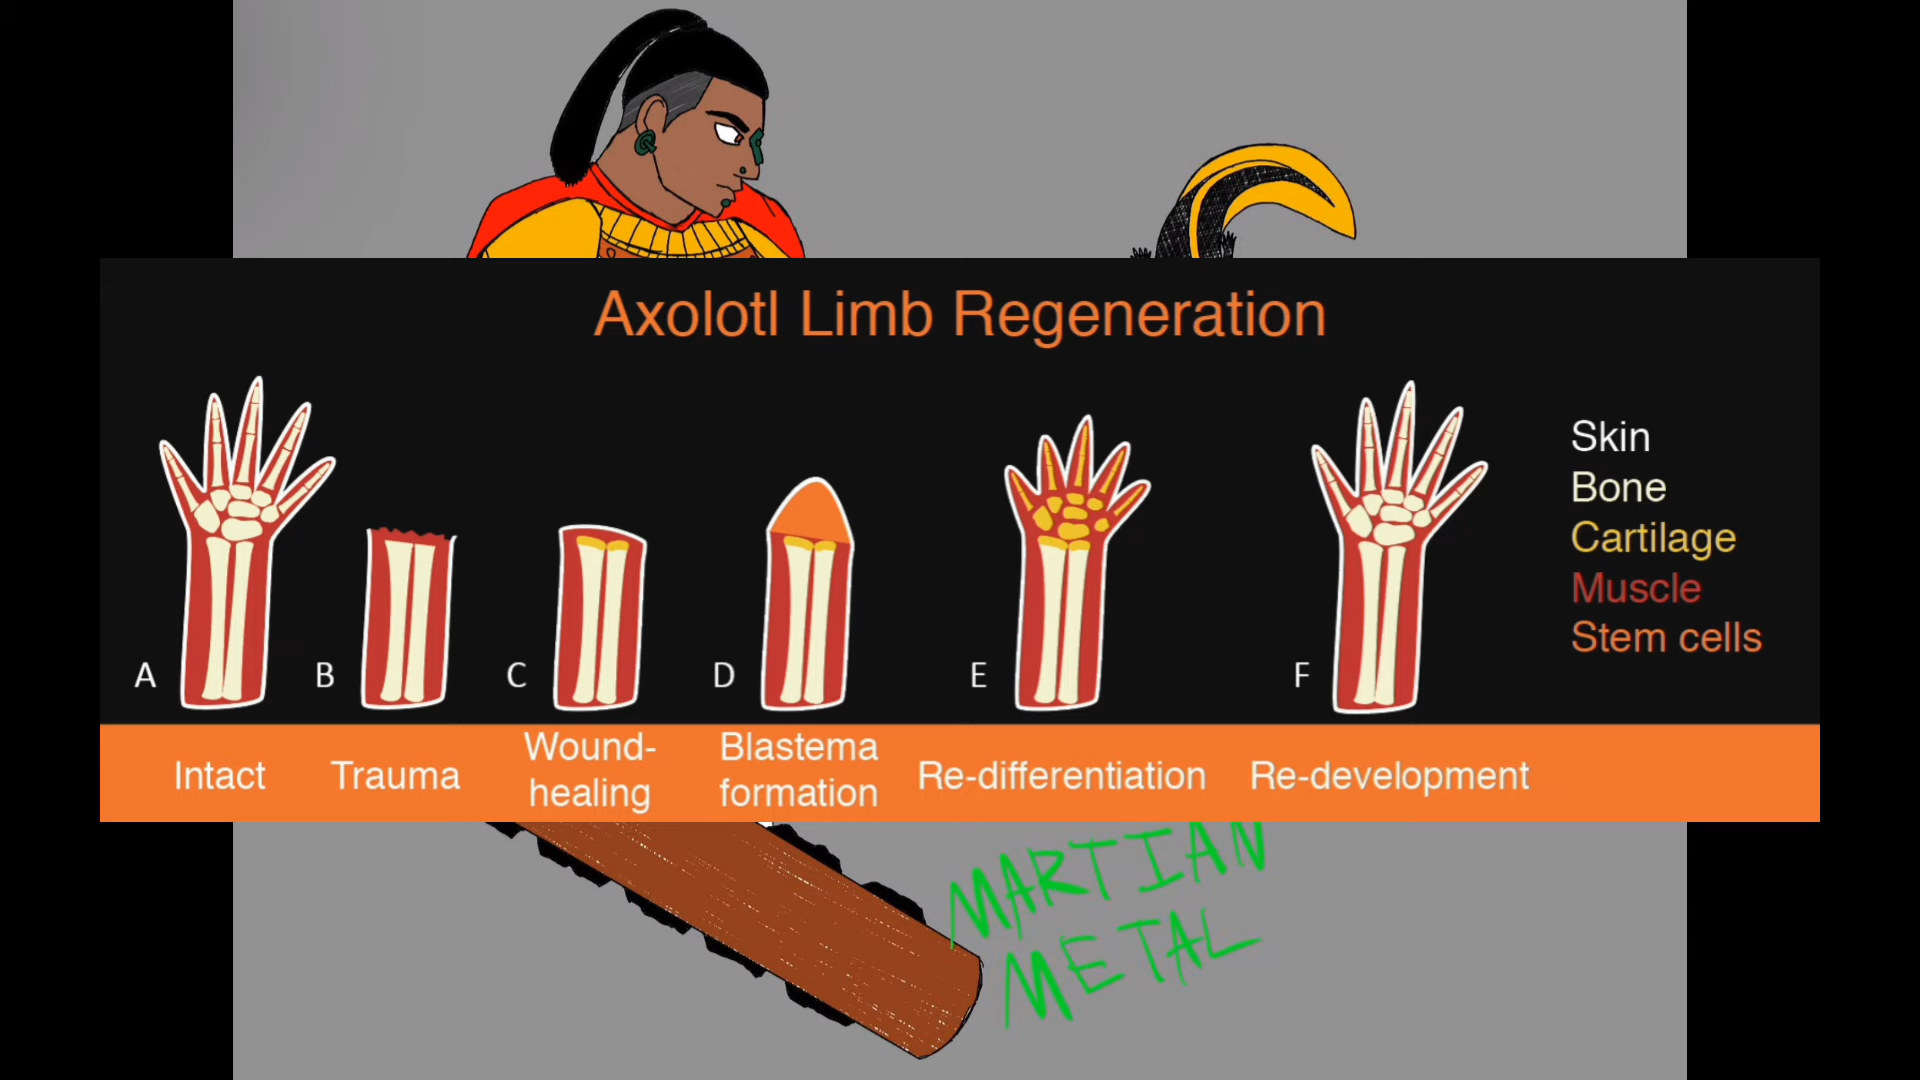 Axolotl Limb Regeneration
Skin
Bone
Cartilage
Muscle
Stem cells
A
B
C
D
E
F
Intact
Trauma
Wound-
healing
Blastema
formation
Re-differentiation
Re-development
MARTIAN
METAL